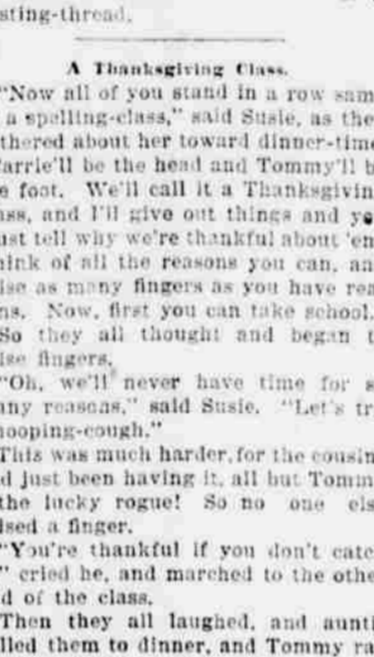 sting-thread.
A Thanksgiving Class.
"Now all of you stand in a row sam
a spelling-class," said Susie, as the
thered about her toward dinner-time
arrie'll be the head and Tommy'll b
e foot. We'll call it a Thanksgivin
ass, and I'll give out things and yo
ust tell why we're thankful about 'en
hink of all the reasons you can, an
ise as many fingers as you have rea
ns. Now, first you can take school.
So they all thought and began t
ise fingers.
"Oh, we'll never have time for s
any reasons," said Susie. "Let's tr
hooping-cough."
This was much harder, for the cousin
d just been having it, all but Tomm
the lucky rogue! So no one els
ised a finger.
"You're thankful if you don't catc
" cried he, and marched to the othe
d of the class.
Then they all laughed, and aunti
lled them to dinner, and Tommy ra